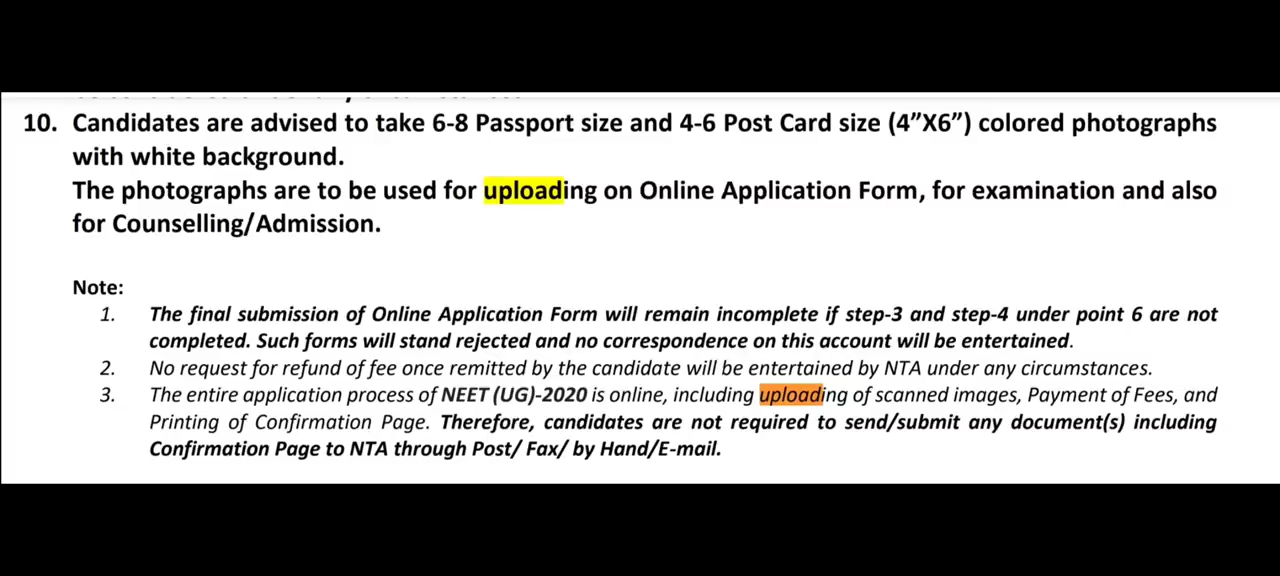 10. Candidates are advised to take 6-8 Passport size and 4-6 Post Card size (4”X6”) colored photographs
with white background.
The photographs are to be used for uploading on Online Application Form, for examination and also
for Counselling/Admission.
Note:
1. The final submission of Online Application Form will remain incomplete if step-3 and step-4 under point 6 are not
completed. Such forms will stand rejected and no correspondence on this account will be entertained.
2. No request for refund of fee once remitted by the candidate will be entertained by NTA under any circumstances.
3. The entire application process of NEET (UG)-2020 is online, including uploading of scanned images, Payment of Fees, and
Printing of Confirmation Page. Therefore, candidates are not required to send/submit any document(s) including
Confirmation Page to NTA through Post/ Fax/ by Hand/E-mail.